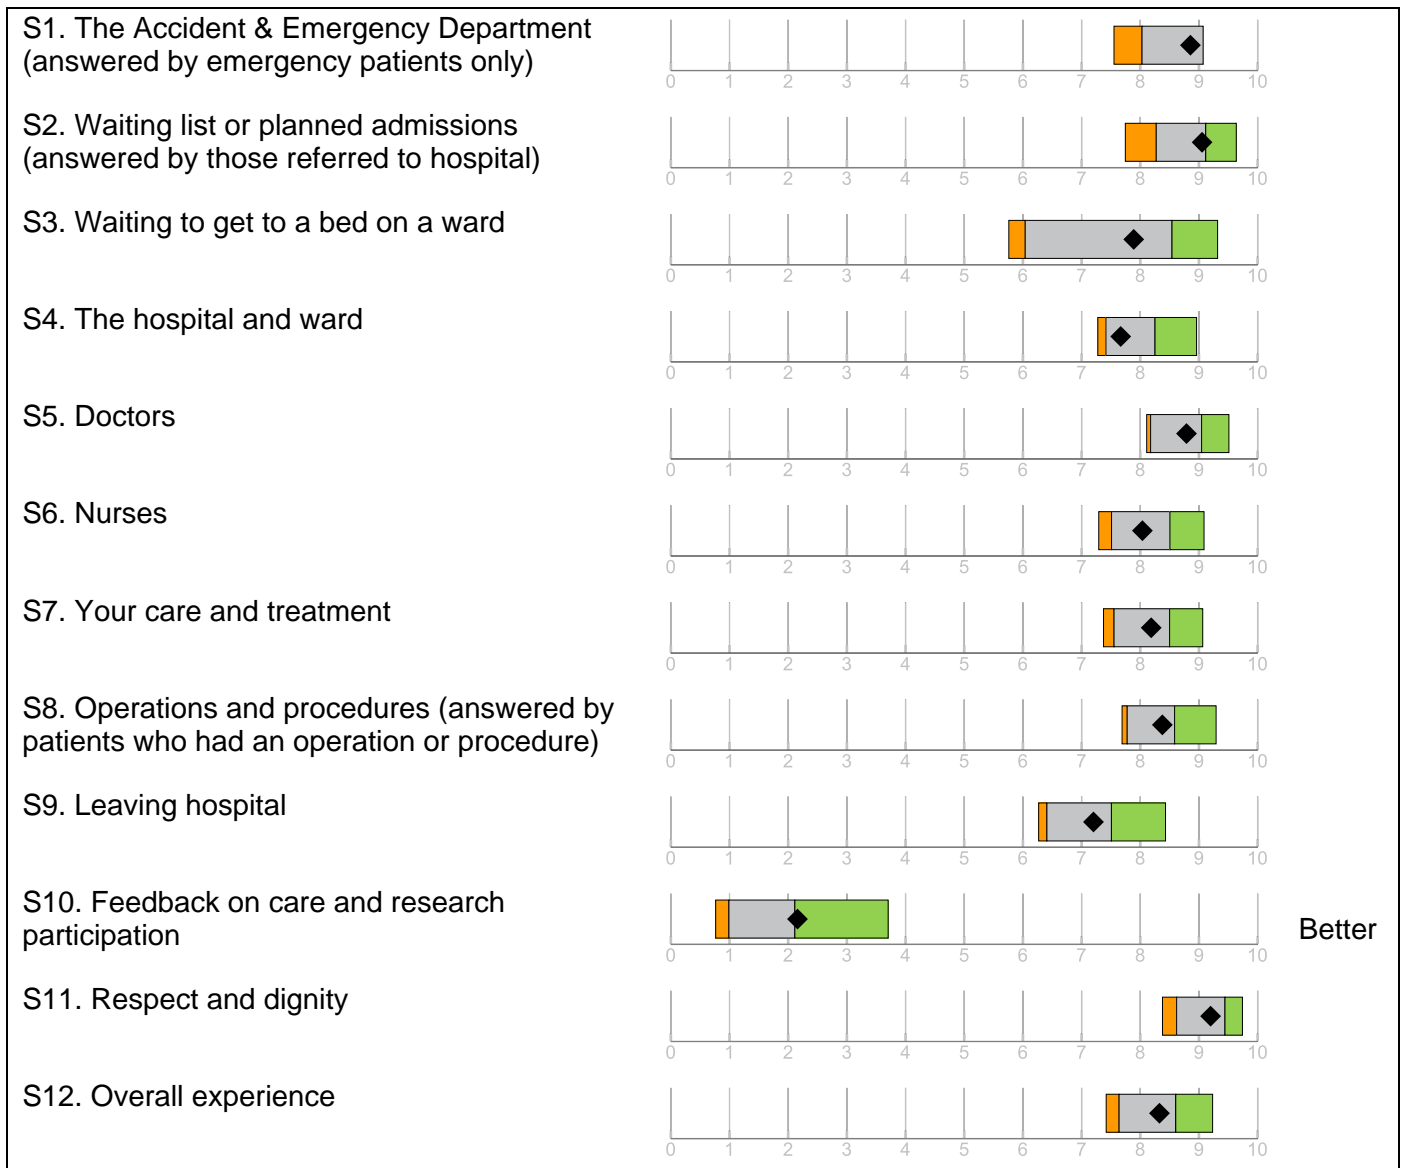 S1. The Accident & Emergency Department
(answered by emergency patients only)
0 1 2 3 4 5 6 7 8 9 10
S2. Waiting list or planned admissions
(answered by those referred to hospital)
0 1 2 3 4 5 6 7 8 9 10
S3. Waiting to get to a bed on a ward
0 1 2 3 4 5 6 7 8 9 10
S4. The hospital and ward
0 1 2 3 4 5 6 7 8 9 10
S5. Doctors
0 1 2 3 4 5 6 7 8 9 10
S6. Nurses
0 1 2 3 4 5 6 7 8 9 10
S7. Your care and treatment
0 1 2 3 4 5 6 7 8 9 10
S8. Operations and procedures (answered by
patients who had an operation or procedure)
0 1 2 3 4 5 6 7 8 9 10
S9. Leaving hospital
0 1 2 3 4 5 6 7 8 9 10
S10. Feedback on care and research
participation
Better
0 1 2 3 4 5 6 7 8 9 10
S11. Respect and dignity
0 1 2 3 4 5 6 7 8 9 10
S12. Overall experience
0 1 2 3 4 5 6 7 8 9 10